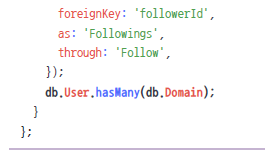 foreignKey: 'followerId',
as: 'Followings',
through: 'Follow',
});
db.User.hasMany(db.Domain);
}
};